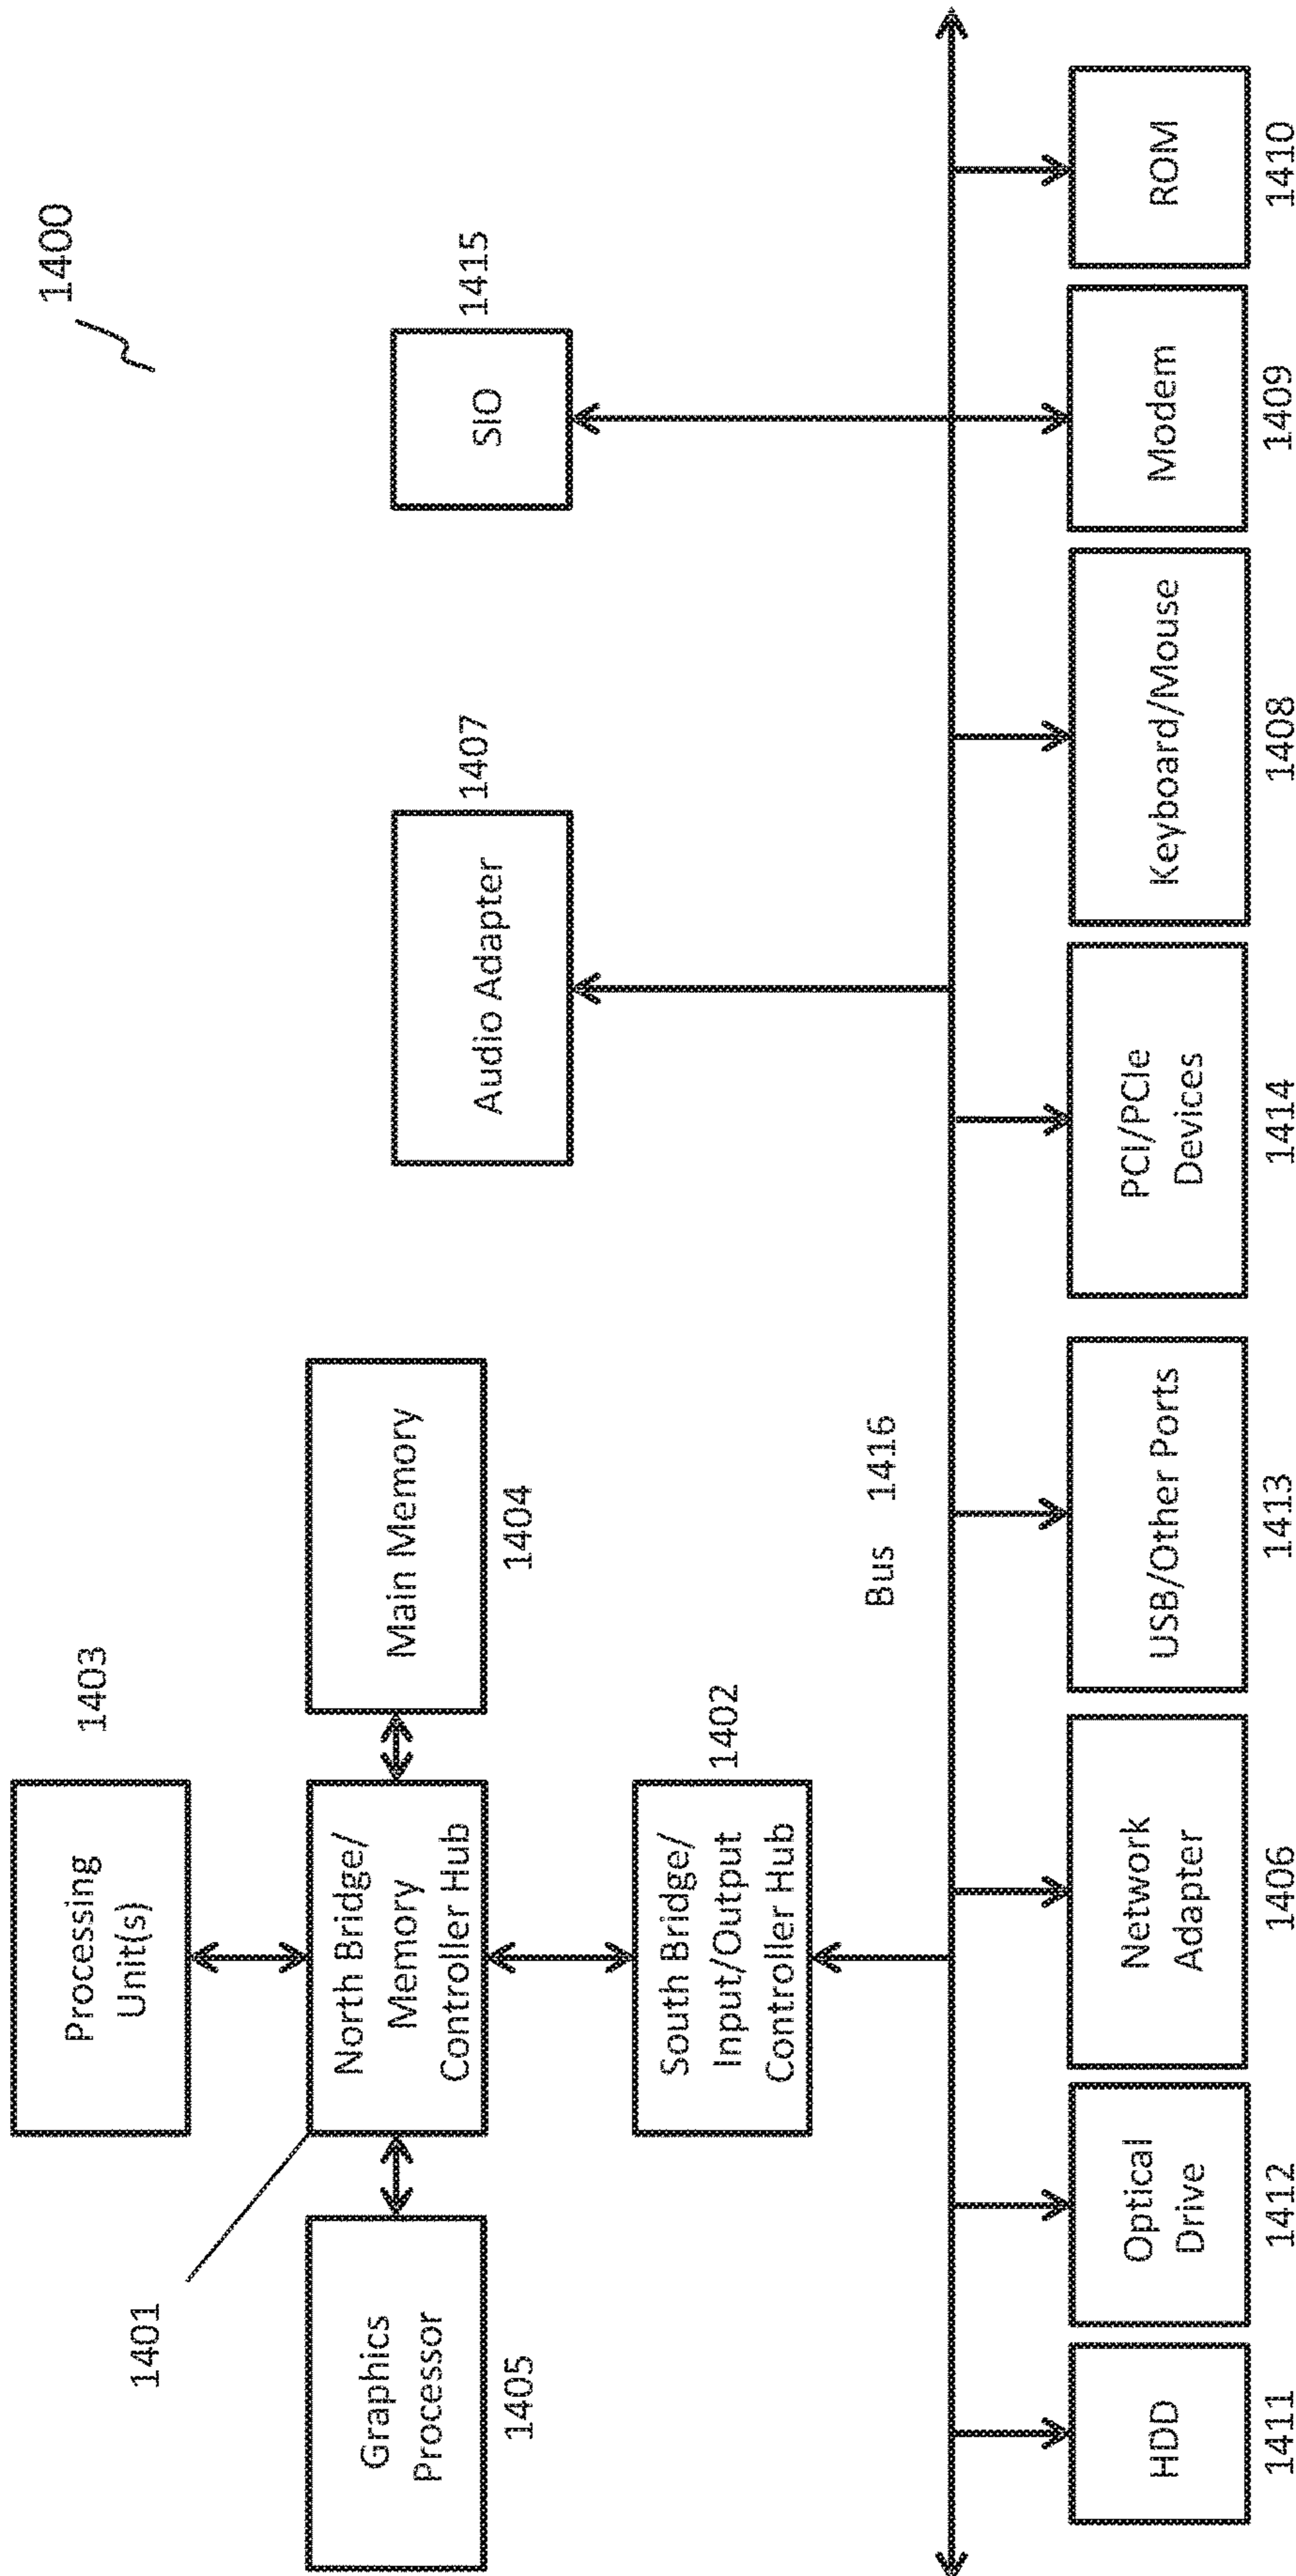 1400
Processing
Unit(s)
1403
1401
Graphics
Processor
1405
North Bridge/
Memory
Controller Hub
Main Memory
1404
Audio Adapter
1407
SIO
1415
South Bridge/
Input/Output
Controller Hub
1402
Bus 1416
HDD
1411
Optical
Drive
1412
Network
Adapter
1406
USB/Other Ports
1413
PCI/PCIe
Devices
1414
Keyboard/Mouse
1408
Modem
1409
ROM
1410